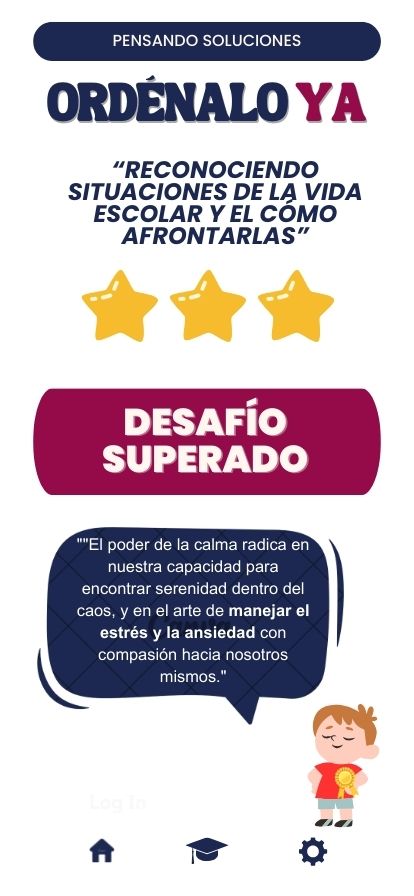 PENSANDO SOLUCIONES
ORDÉNALO YA
“RECONOCIENDO
SITUACIONES DE LA VIDA
ESCOLAR Y EL CÓMO
AFRONTARLAS”
DESAFÍO
SUPERADO
""El poder de la calma radica en
nuestra capacidad para
encontrar serenidad dentro del
caos, y en el arte de manejar el
estrés y la ansiedad con
compasión hacia nosotros
mismos."
Log In